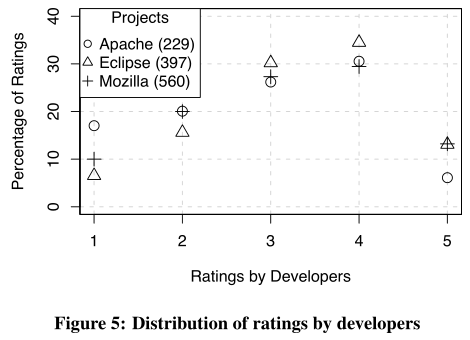 Projects
Apache (229)
Eclipse (397)
Mozilla (560)
Percentage of Ratings
40
30
20
10
0
1 2 3 4 5
Ratings by Developers
Figure 5: Distribution of ratings by developers